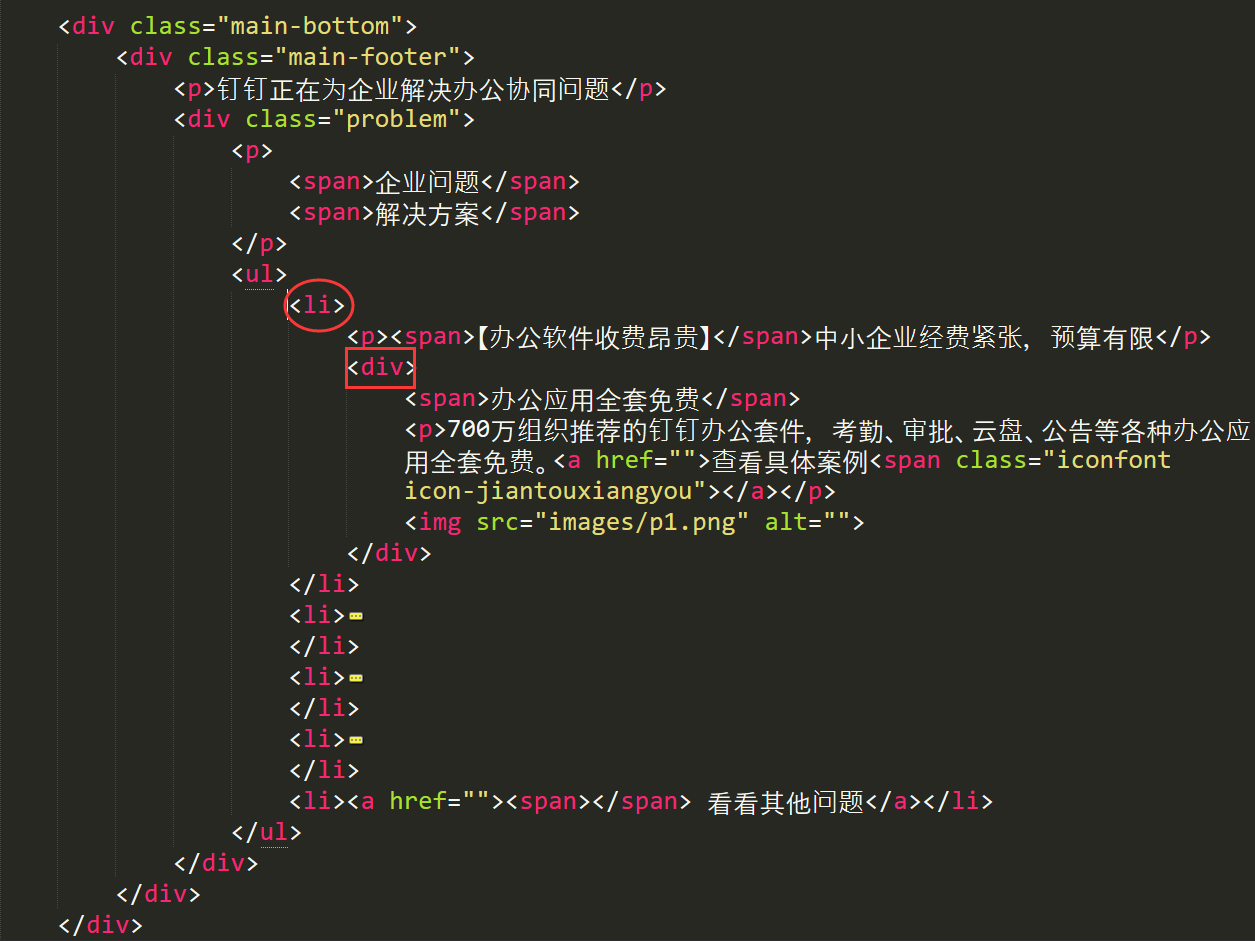 <div class="main-bottom">
<div class="main-footer">
<p>钉钉正在为企业解决办公协同问题</p>
<div class="problem">
<p>
<span>企业问题</span>
<span>解决方案</span>
</p>
<ul>
<li>
<p><span>【办公软件收费昂贵】</span>中小企业经费紧张，预算有限</p>
<div>
<span>办公应用全套免费</span>
<p>700万组织推荐的钉钉办公套件，考勤、审批、云盘、公告等各种办公应
用全套免费。<a href="">查看具体案例<span class="iconfont
icon-jiantouxiangyou"></a></p>
<img src="images/p1.png" alt="">
</div>
</li>
<li>
</li>
<li>
</li>
<li>
</li>
<li><a href=""><span></span> 看看其他问题</a></li>
</ul>
</div>
</div>
</div>